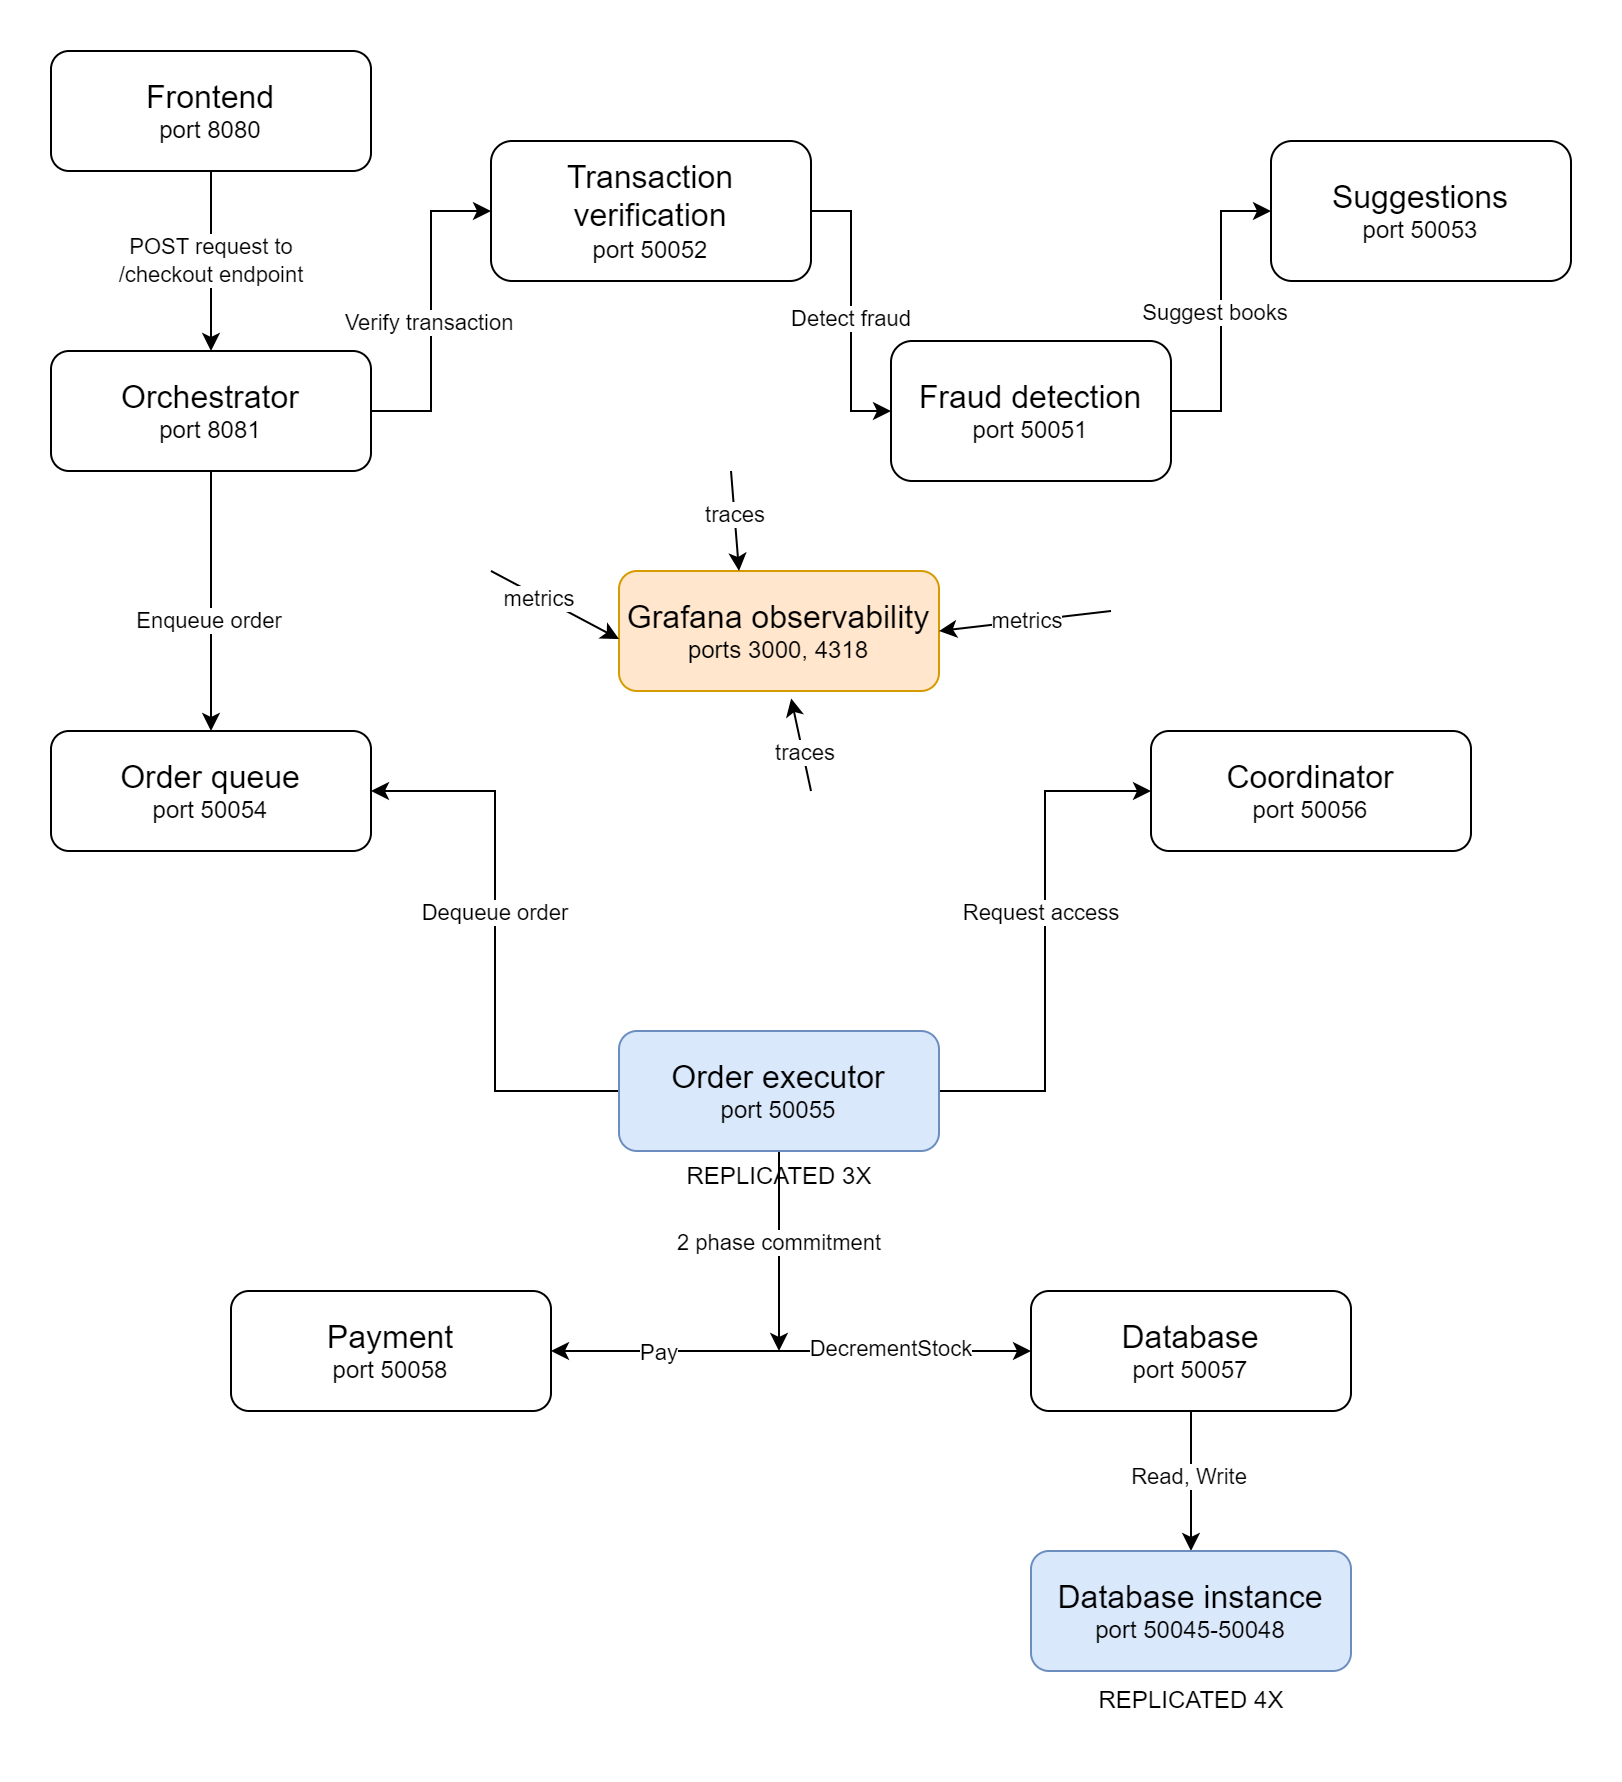 Frontend
port 8080
POST request to
/checkout endpoint
Transaction
verification
port 50052
Suggestions
port 50053
Verify transaction
Detect fraud
Suggest books
Orchestrator
port 8081
Fraud detection
port 50051
traces
metrics
Grafana observability
ports 3000, 4318
metrics
traces
Enqueue order
Order queue
port 50054
Coordinator
port 50056
Dequeue order
Request access
Order executor
port 50055
REPLICATED 3X
2 phase commitment
Payment
port 50058
Pay
DecrementStock
Database
port 50057
Read, Write
Database instance
port 50045-50048
REPLICATED 4X